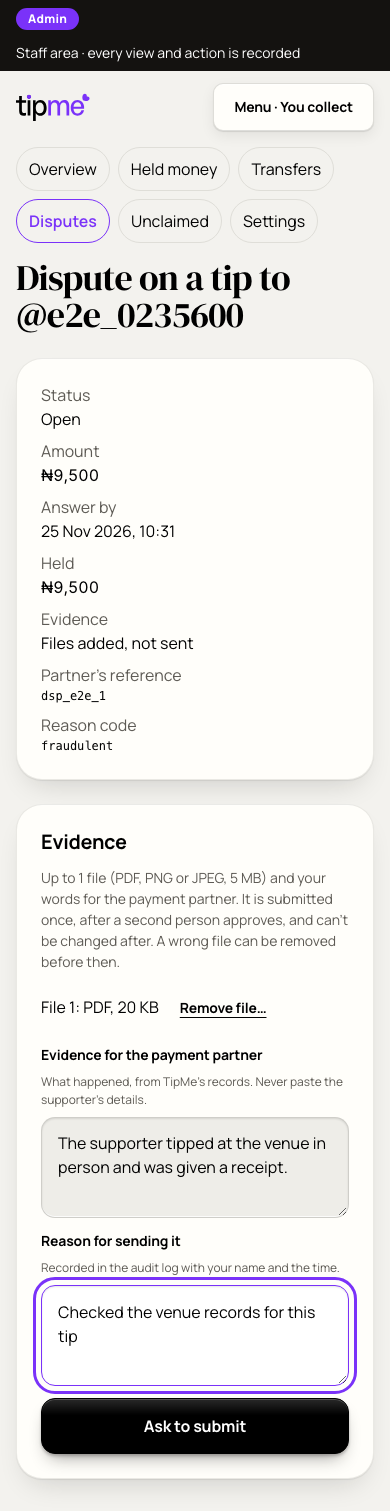 Admin
Staff area · every view and action is recorded
tipme
Menu · You collect
Overview
Held money
Transfers
Disputes
Unclaimed
Settings
Dispute on a tip to
@e2e_0235600
Status
Open
Amount
₦9,500
Answer by
25 Nov 2026, 10:31
Held
₦9,500
Evidence
Files added, not sent
Partner's reference
dsp_e2e_1
Reason code
fraudulent
Evidence
Up to 1 file (PDF, PNG or JPEG, 5 MB) and your
words for the payment partner. It is submitted
once, after a second person approves, and can't
be changed after. A wrong file can be removed
before then.
File 1: PDF, 20 KB
Remove file…
Evidence for the payment partner
What happened, from TipMe's records. Never paste the
supporter's details.
The supporter tipped at the venue in
person and was given a receipt.
Reason for sending it
Recorded in the audit log with your name and the time.
Checked the venue records for this
tip
Ask to submit